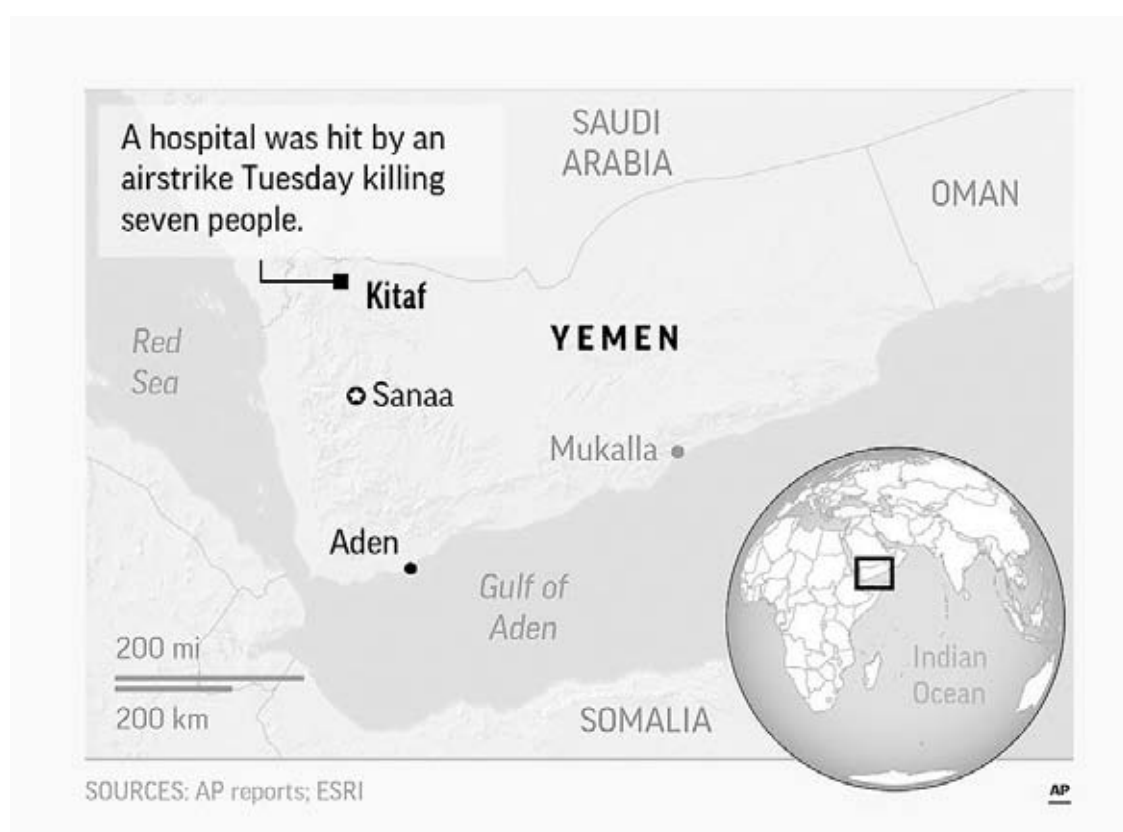 A hospital was hit by an
airstrike Tuesday killing
seven people.
SAUDI
ARABIA
OMAN
Kitaf
YEMEN
Red
Sea
Sanaa
Mukalla
Aden
Gulf of
Aden
200 mi
200 km
SOMALIA
Indian
Ocean
SOURCES: AP reports; ESRI
AP